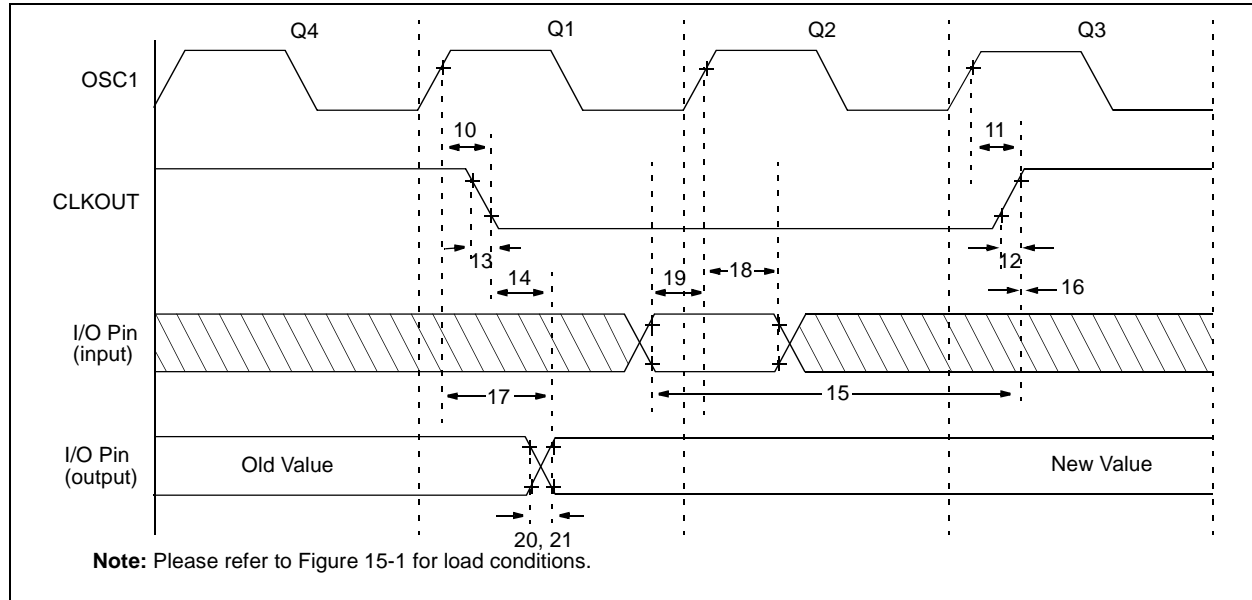 Q4 Q1 Q2 Q3
OSC1
10 11
CLKOUT
13 12
14 19 18 16
I/O Pin
(input)
17 15
I/O Pin
(output)
Old Value New Value
20, 21
Note: Please refer to Figure 15-1 for load conditions.